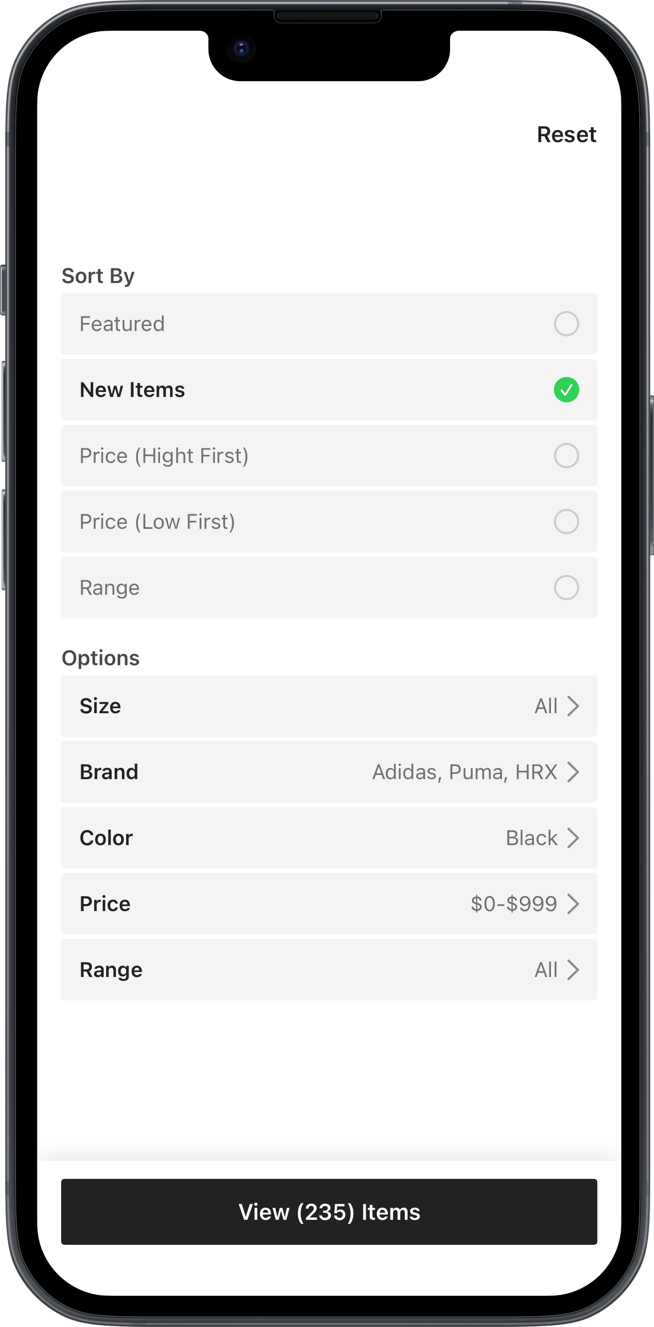 Reset
Sort By
Featured
New Items
Price (Hight First)
Price (Low First)
Range
Options
Size All
Brand Adidas, Puma, HRX
Color Black
Price $0-$999
Range All
View (235) Items